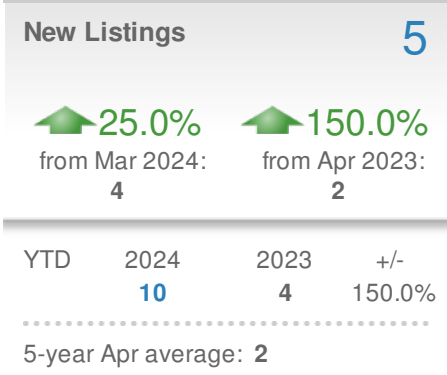 New Listings 5
25.0% 150.0%
from Mar 2024: from Apr 2023:
4 2
YTD 2024 2023 +/-
10 4 150.0%
5-year Apr average: 2